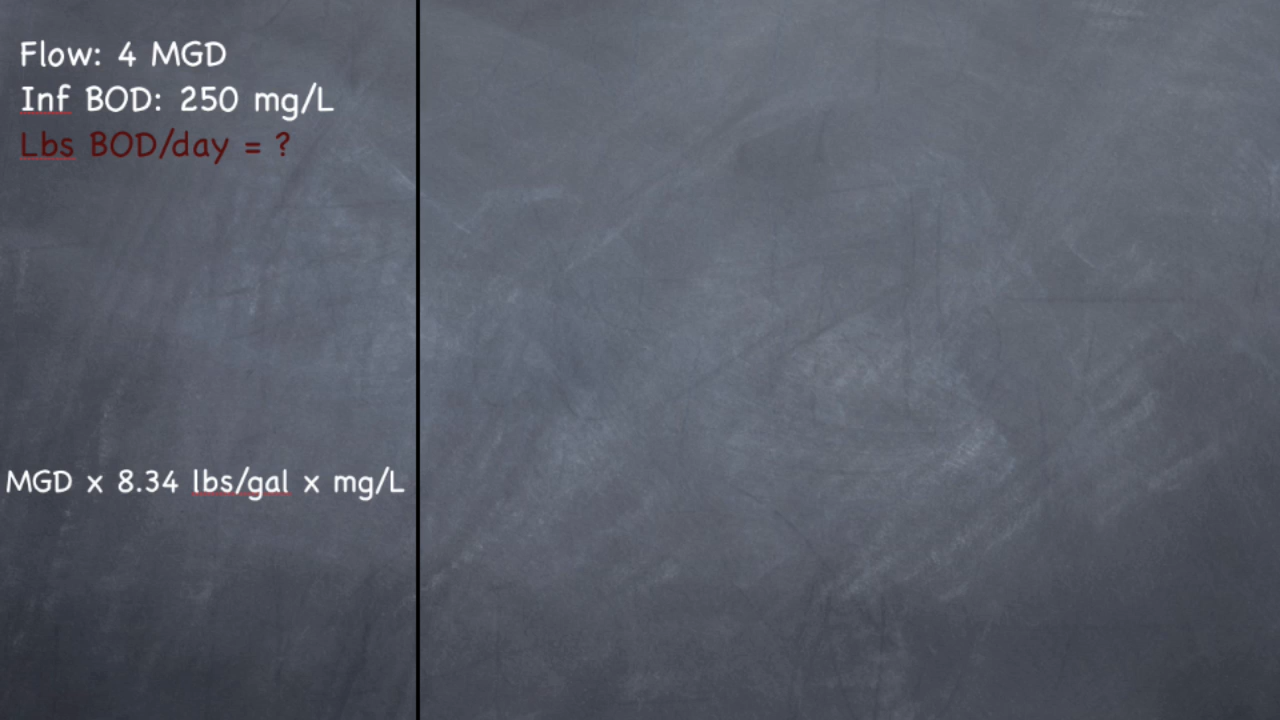 Flow: 4 MGD
Inf BOD: 250 mg/L
Lbs BOD/day = ?
MGD x 8.34 lbs/gal x mg/L